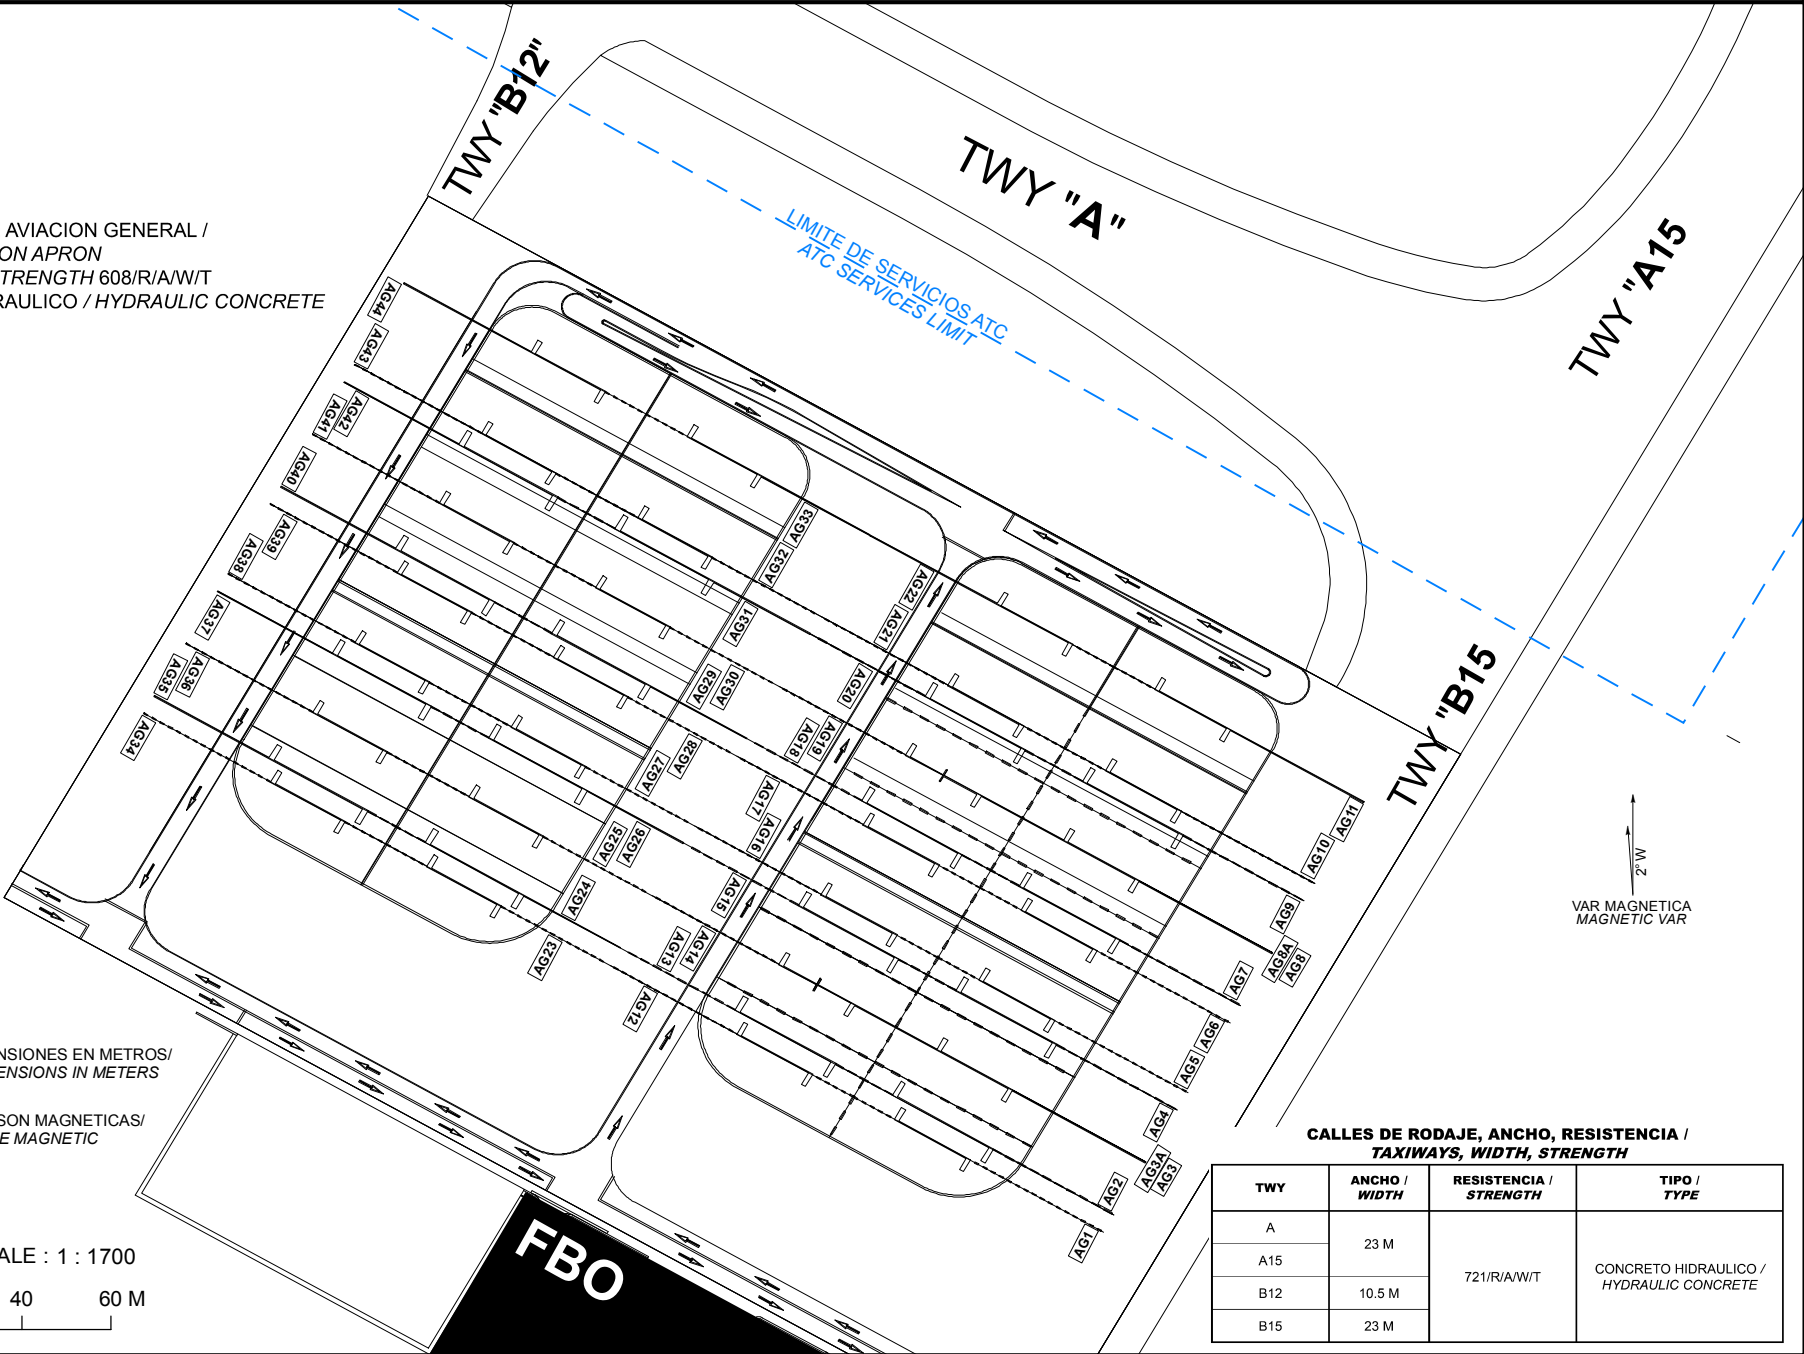 TWY "B12"
TWY "A"
TWY "A15
TWY "B15
LIMITE DE SERVICIOS ATC
ATC SERVICES LIMIT
AVIACION GENERAL /
ON APRON
TRENGTH 608/R/A/W/T
RAULICO / HYDRAULIC CONCRETE
AG44
AG43
AG42
AG41
AG40
AG39
AG38
AG37
AG36
AG35
AG34
AG33
AG32
AG31
AG30
AG29
AG28
AG27
AG26
AG25
AG24
AG23
AG22
AG21
AG20
AG19
AG18
AG17
AG16
AG15
AG14
AG13
AG12
AG11
AG10
AG9
AG8A
AG8
AG7
AG6
AG5
AG4
AG3A
AG3
AG2
AG1
2° W
VAR MAGNETICA
MAGNETIC VAR
NSIONES EN METROS/
ENSIONS IN METERS
SON MAGNETICAS/
E MAGNETIC
ALE : 1 : 1700
40 60 M
FBO
CALLES DE RODAJE, ANCHO, RESISTENCIA /
TAXIWAYS, WIDTH, STRENGTH
TWY ANCHO / WIDTH RESISTENCIA / STRENGTH TIPO / TYPE
A 23 M 721/R/A/W/T CONCRETO HIDRAULICO / HYDRAULIC CONCRETE
A15
B12 10.5 M
B15 23 M